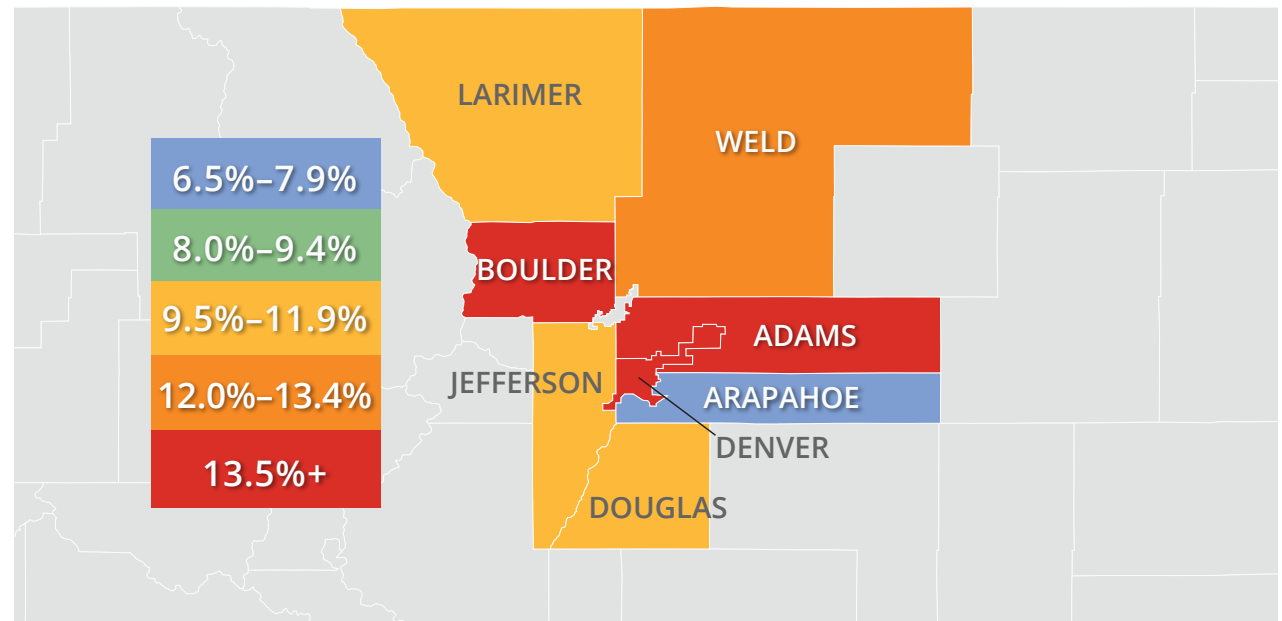 LARIMER
WELD
6.5%–7.9%
8.0%–9.4%
9.5%–11.9%
12.0%–13.4%
13.5%+
BOULDER
ADAMS
JEFFERSON
ARAPAHOE
DENVER
DOUGLAS